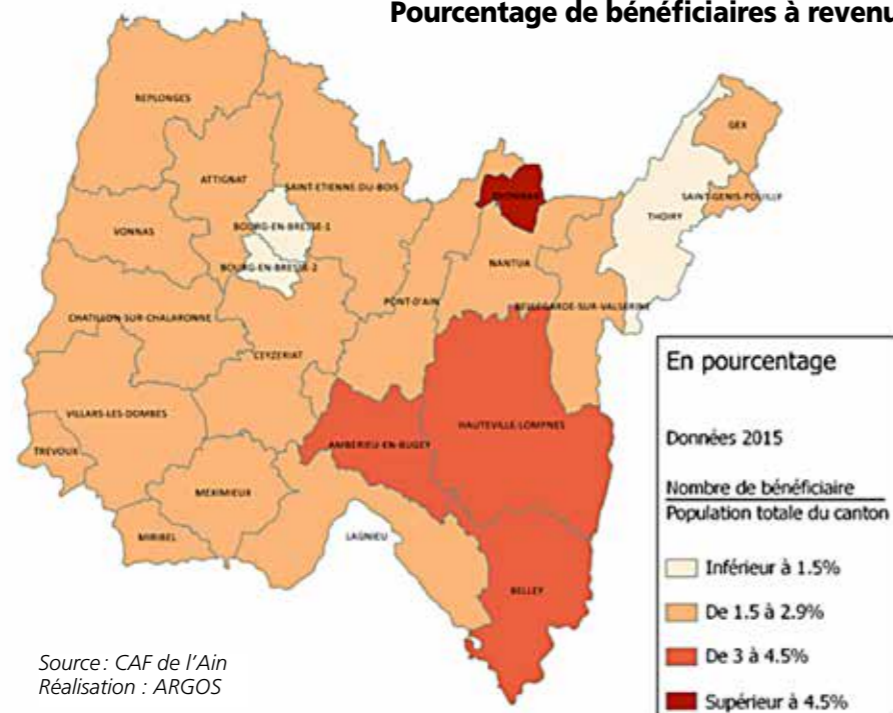 Pourcentage de bénéficiaires à revenu
REPLONGES
GEX
ATTIGNAT
SAINT-ETIENNE-DU-BOIS
SAINT-GENIS-POUILLY
THOIRY
BOURG-EN-BRESSE-1
VONNAS
NANTUA
BOURG-EN-BRESSE-2
PONT-D'AIN
BELLEGARDE-SUR-VALSERINE
CHATILLON-SUR-CHALARONNE
CEYZERIAT
VILLARS-LES-DOMBES
HAUTEVILLE-LOMPNES
AMBÉRIEU-EN-BUGEY
TREVOUX
MEXIMIEUX
MIRIBEL
LAGNIEU
BELLEY
En pourcentage
Données 2015
Nombre de bénéficiaire
Population totale du canton
Inférieur à 1.5%
De 1.5 à 2.9%
De 3 à 4.5%
Supérieur à 4.5%
Source : CAF de l'Ain
Réalisation : ARGOS